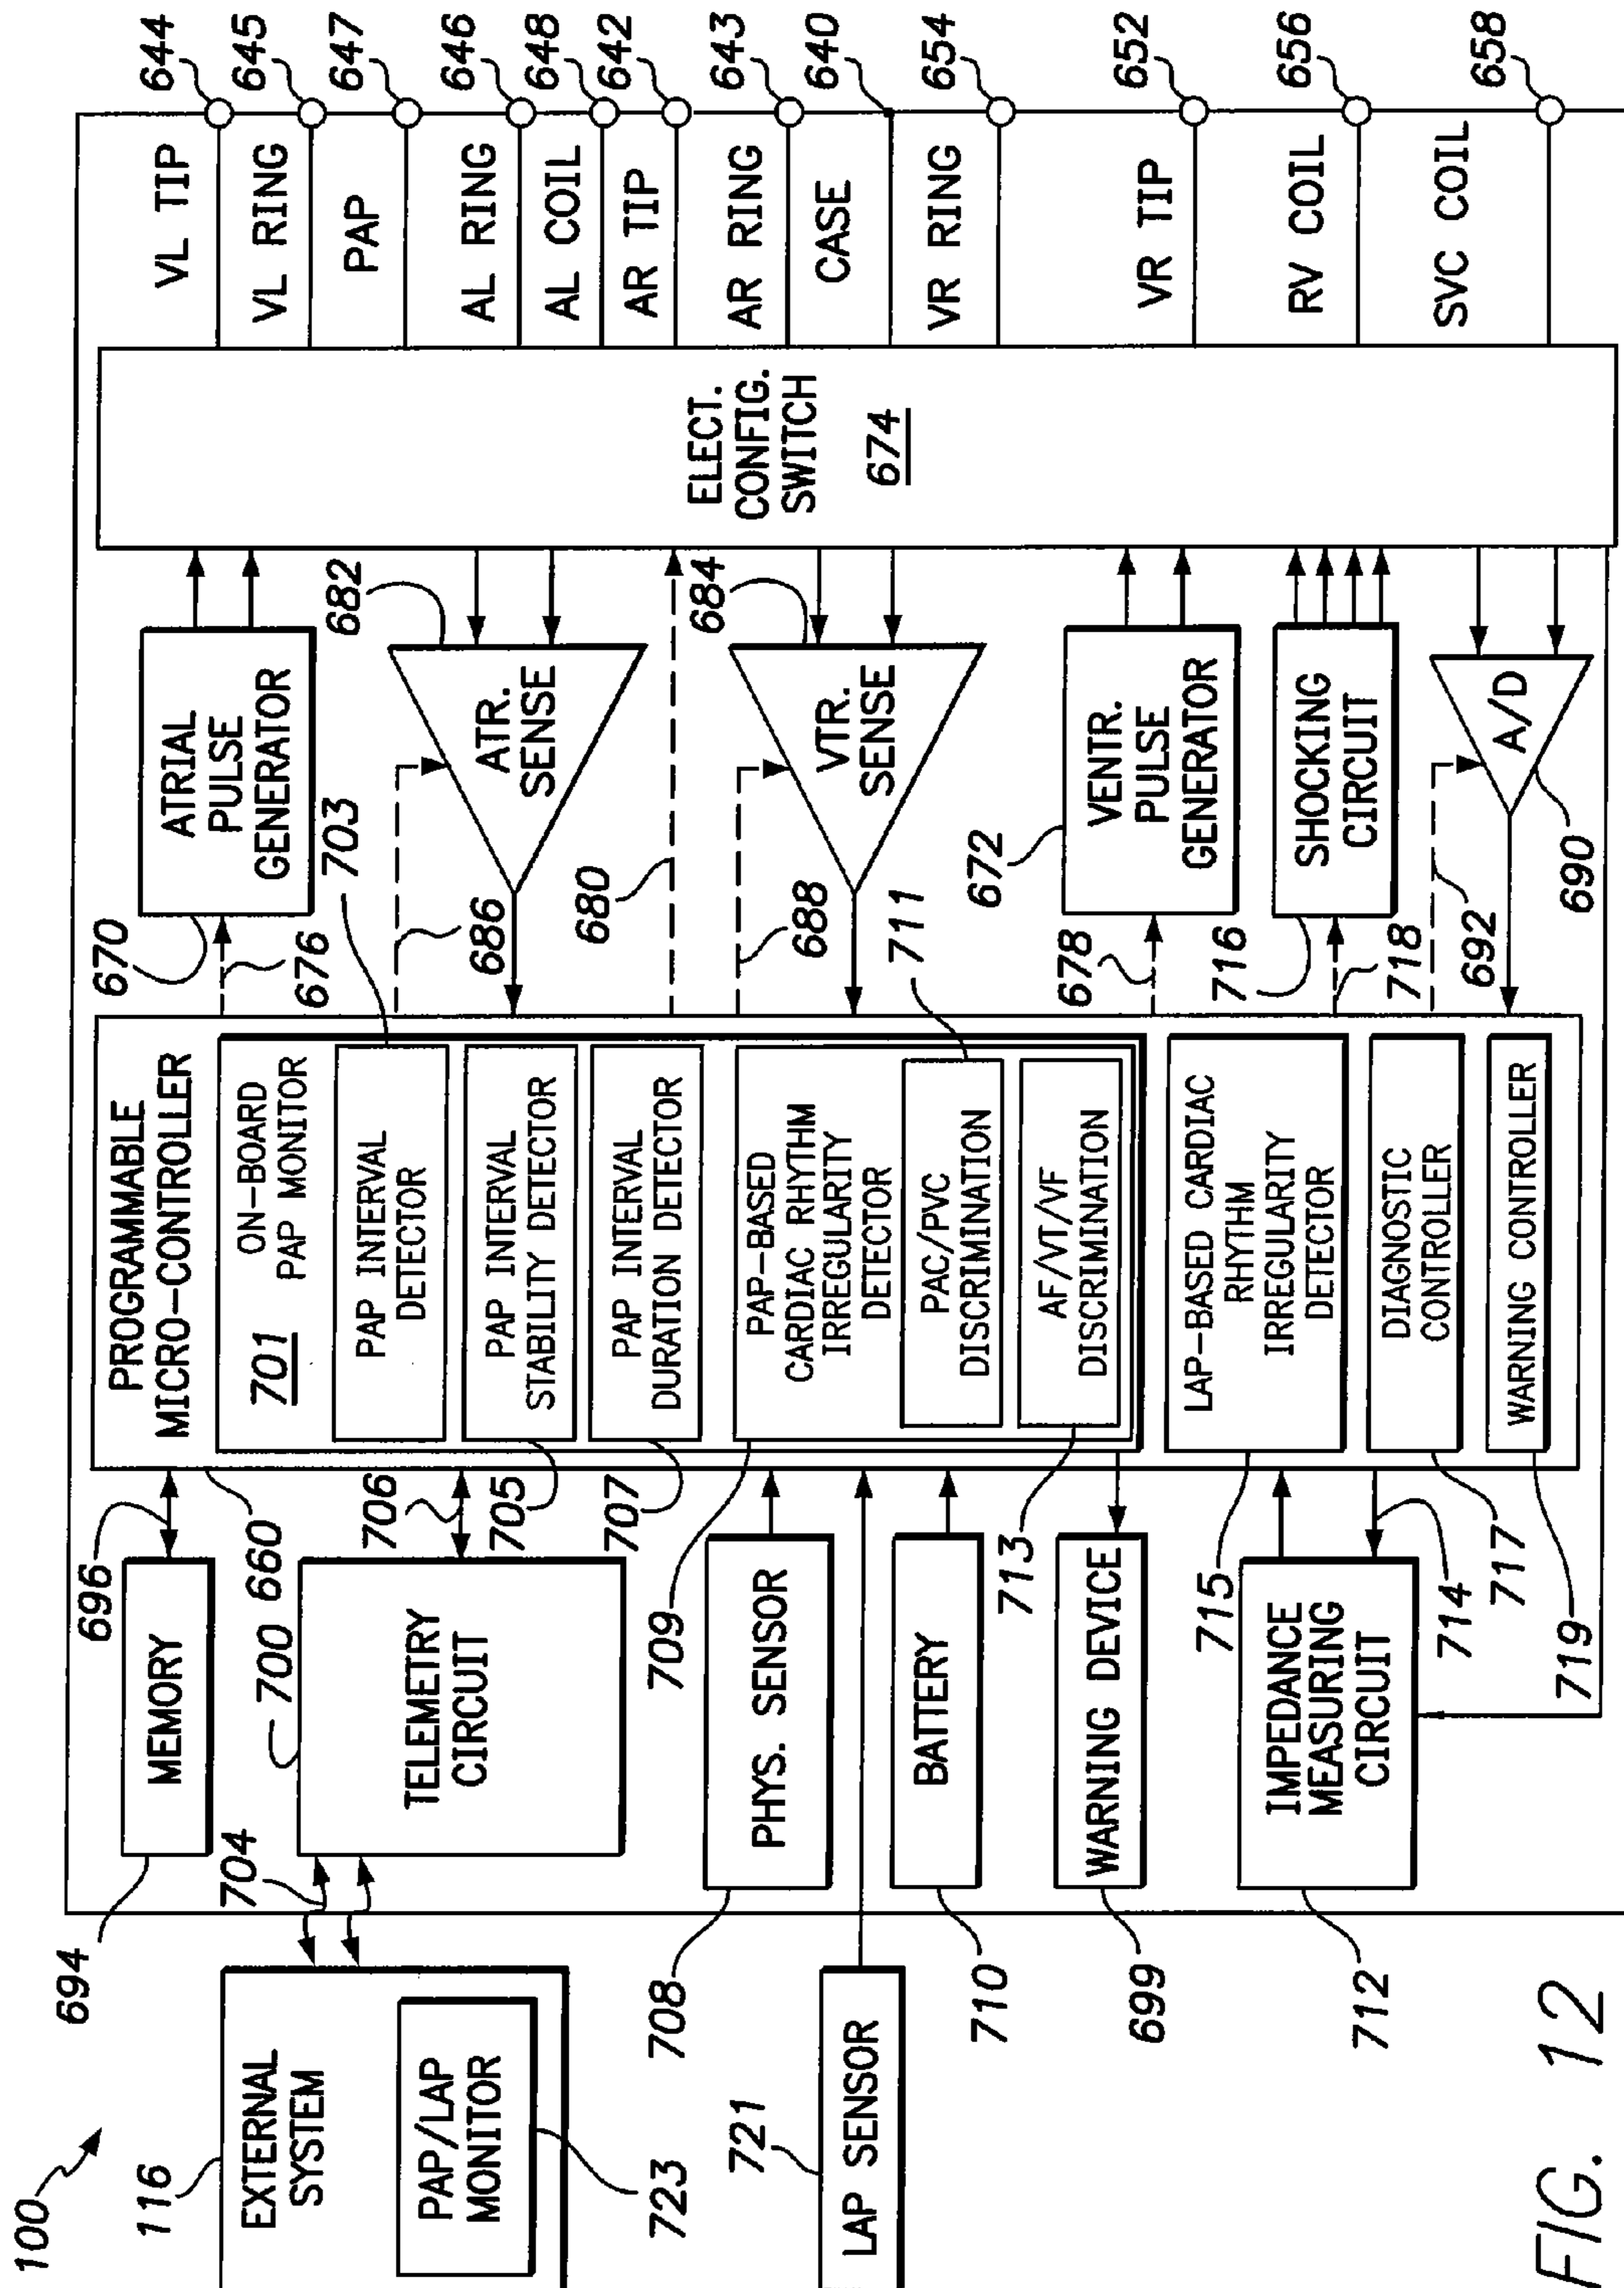 100
116
EXTERNAL
SYSTEM
PAP/LAP
MONITOR
723
721
LAP SENSOR
FIG. 12
694
704
708
710
699
712
MEMORY
696
660
700
TELEMETRY
CIRCUIT
706
705
707
709
PHYS. SENSOR
BATTERY
713
WARNING DEVICE
715
IMPEDANCE
MEASURING
CIRCUIT
714
717
719
PROGRAMMABLE
MICRO-CONTROLLER
701
ON-BOARD
PAP MONITOR
PAP INTERVAL
DETECTOR
PAP INTERVAL
STABILITY DETECTOR
PAP INTERVAL
DURATION DETECTOR
PAP-BASED
CARDIAC RHYTHM
IRREGULARITY
DETECTOR
PAC/PVC
DISCRIMINATION
AF/VT/VF
DISCRIMINATION
LAP-BASED CARDIAC
RHYTHM
IRREGULARITY
DETECTOR
DIAGNOSTIC
CONTROLLER
WARNING CONTROLLER
670
676
703
686
680
688
711
678
672
716
718
692
690
ATRIAL
PULSE
GENERATOR
682
ATR.
SENSE
684
VTR.
SENSE
VENTR.
PULSE
GENERATOR
SHOCKING
CIRCUIT
A/D
ELECT.
CONFIG.
SWITCH
674
VL TIP
644
VL RING
645
PAP
647
AL RING
646
AL COIL
648
AR TIP
642
AR RING
643
CASE
640
VR RING
654
VR TIP
652
RV COIL
656
SVC COIL
658